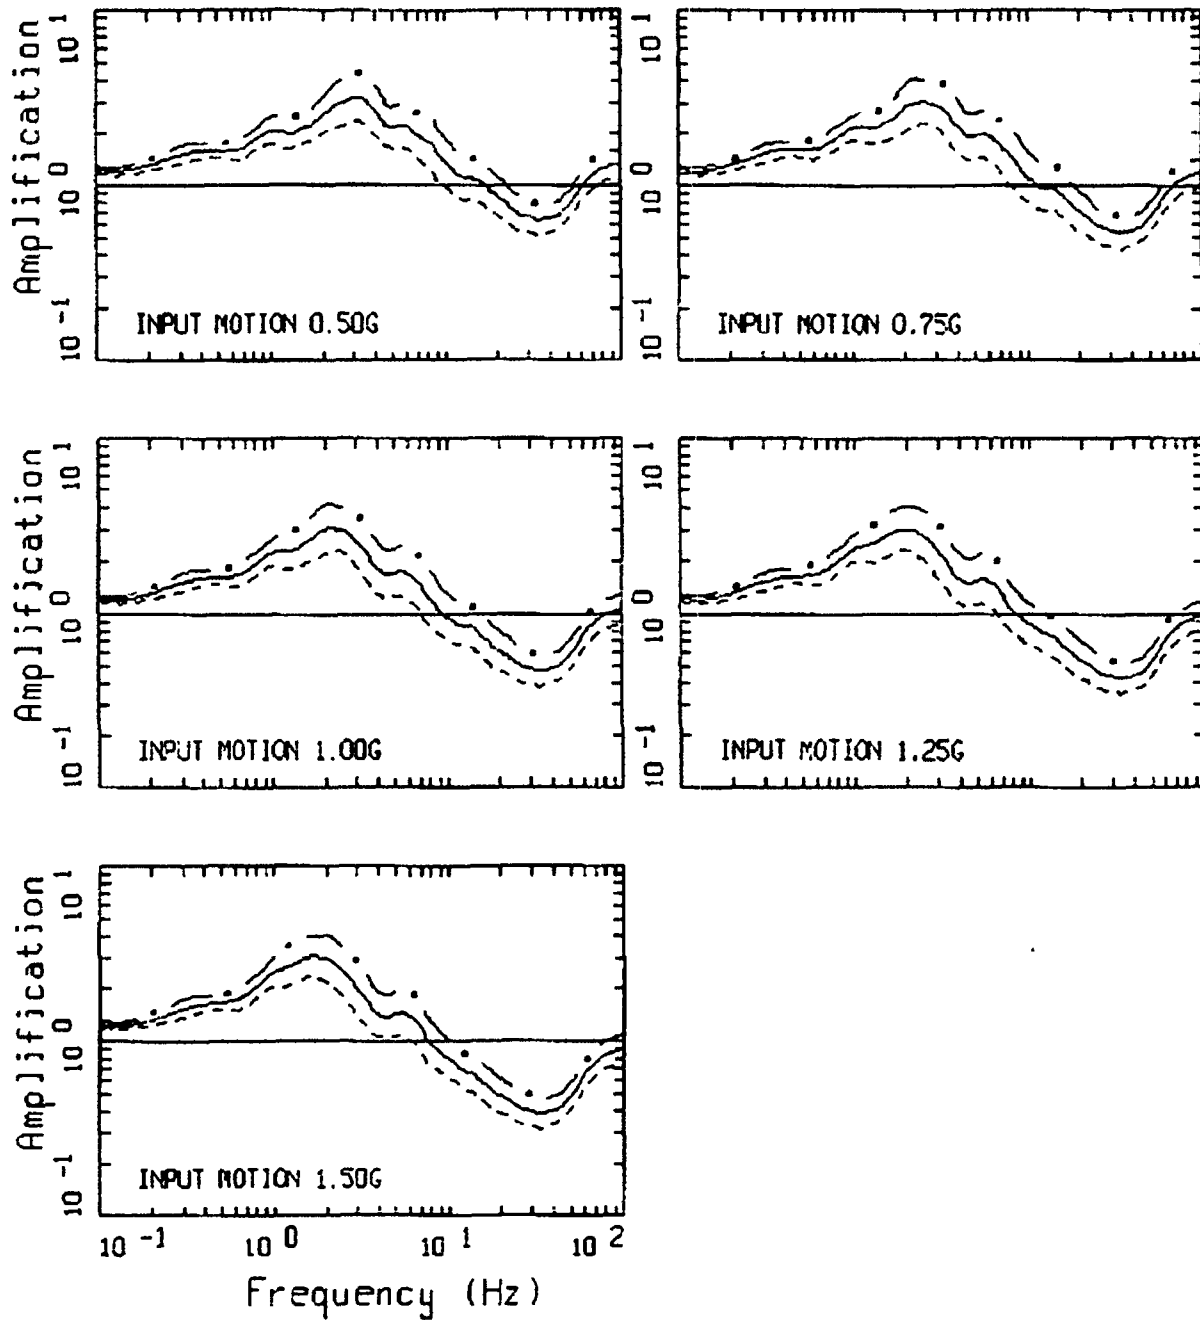 Amplification
10 1
10 0
10 -1
INPUT MOTION 0.50G
10 1
10 0
10 -1
INPUT MOTION 0.75G
Amplification
10 1
10 0
10 -1
INPUT MOTION 1.00G
10 1
10 0
10 -1
INPUT MOTION 1.25G
Amplification
10 1
10 0
10 -1
INPUT MOTION 1.50G
10 -1 10 0 10 1 10 2
Frequency (Hz)